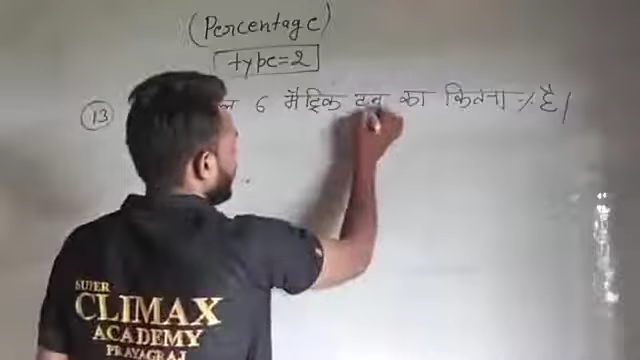 (Percentage)
type=2
13 ल 6 मैट्रिक टन का कितना % है।
SUPER
CLIMAX
ACADEMY
PRAYAGRAJ